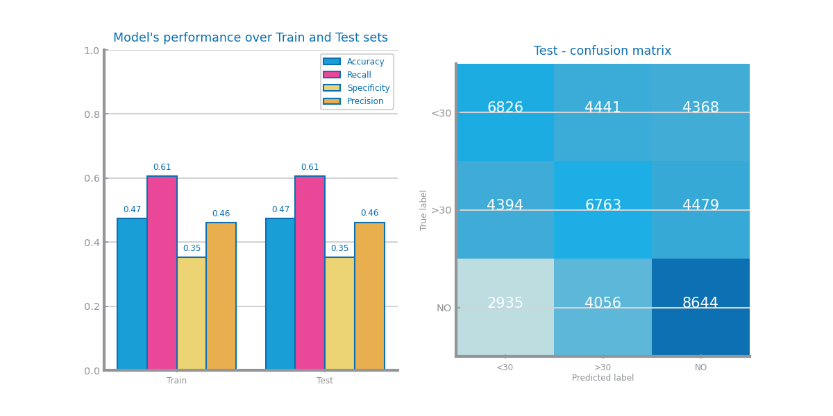 Model's performance over Train and Test sets
1.0
0.8
0.6
0.4
0.2
0.0
Accuracy
Recall
Specificity
Precision
0.47
0.61
0.35
0.46
0.47
0.61
0.35
0.46
Train
Test
Test - confusion matrix
True label
<30
6826 4441 4368
>30
4394 6763 4479
NO
2935 4056 8644
<30 >30 NO
Predicted label